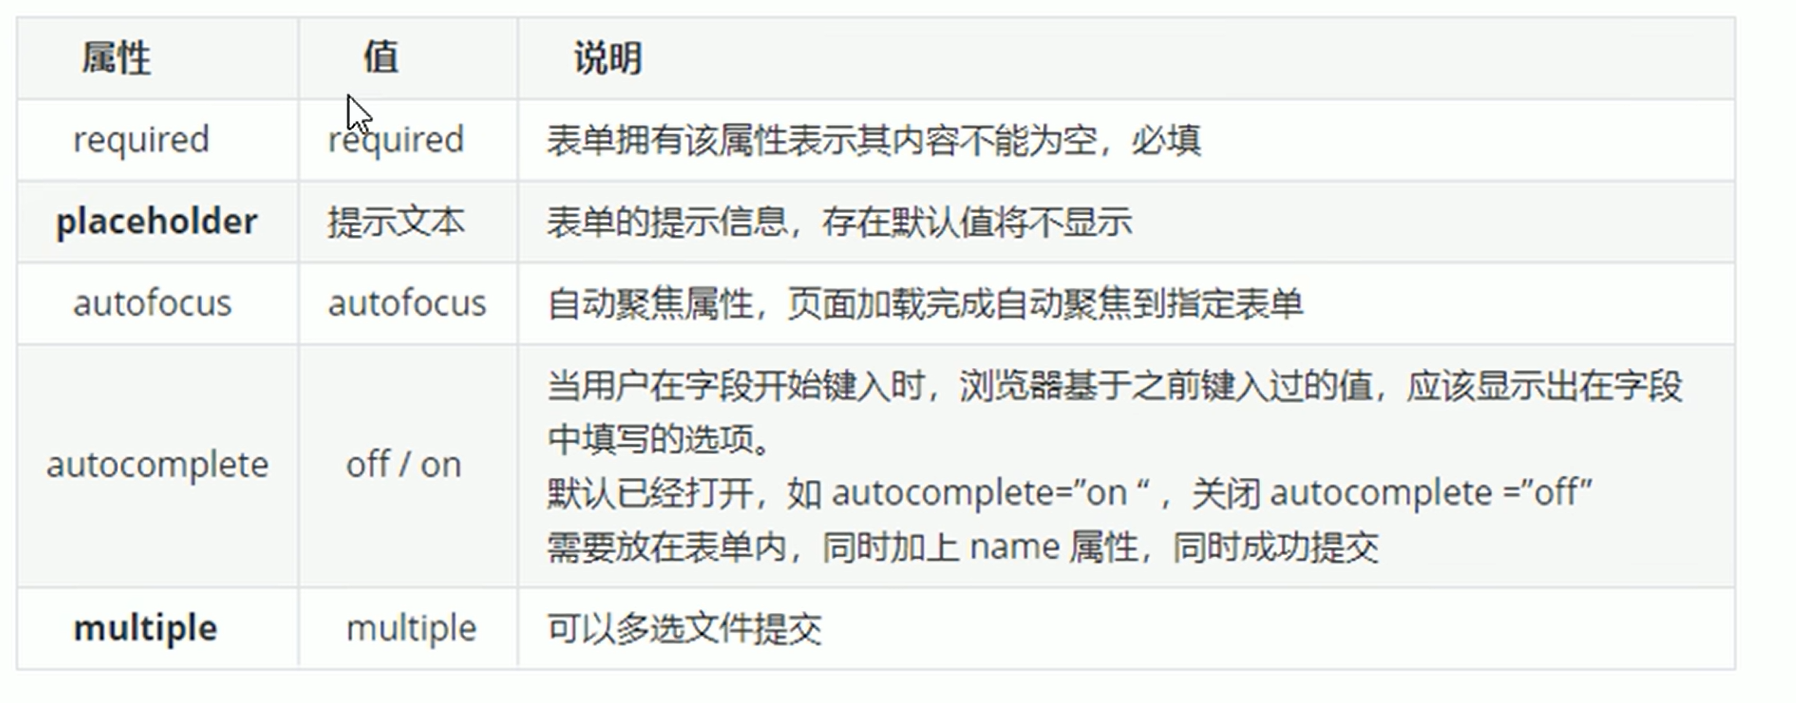 属性 值 说明
required required 表单拥有该属性表示其内容不能为空，必填
placeholder 提示文本 表单的提示信息，存在默认值将不显示
autofocus autofocus 自动聚焦属性，页面加载完成自动聚焦到指定表单
autocomplete off / on 当用户在字段开始键入时，浏览器基于之前键入过的值，应该显示出在字段
中填写的选项。
默认已经打开，如 autocomplete=”on “ ，关闭 autocomplete =”off”
需要放在表单内，同时加上 name 属性，同时成功提交
multiple multiple 可以多选文件提交